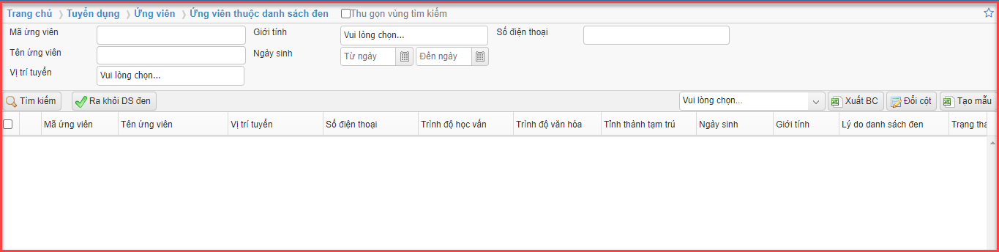 Trang chủ ❭ Tuyển dụng ❭ Ứng viên ❭ Ứng viên thuộc danh sách đen Thu gọn vùng tìm kiếm
Mã ứng viên Giới tính Vui lòng chọn... Số điện thoại
Tên ứng viên Ngày sinh Từ ngày Đến ngày
Vị trí tuyển Vui lòng chọn...
Tìm kiếm Ra khỏi DS đen Vui lòng chọn... Xuất BC Đổi cột Tạo mẫu
Mã ứng viên Tên ứng viên Vị trí tuyển Số điện thoại Trình độ học vấn Trình độ văn hóa Tỉnh thành tạm trú Ngày sinh Giới tính Lý do danh sách đen Trạng thá